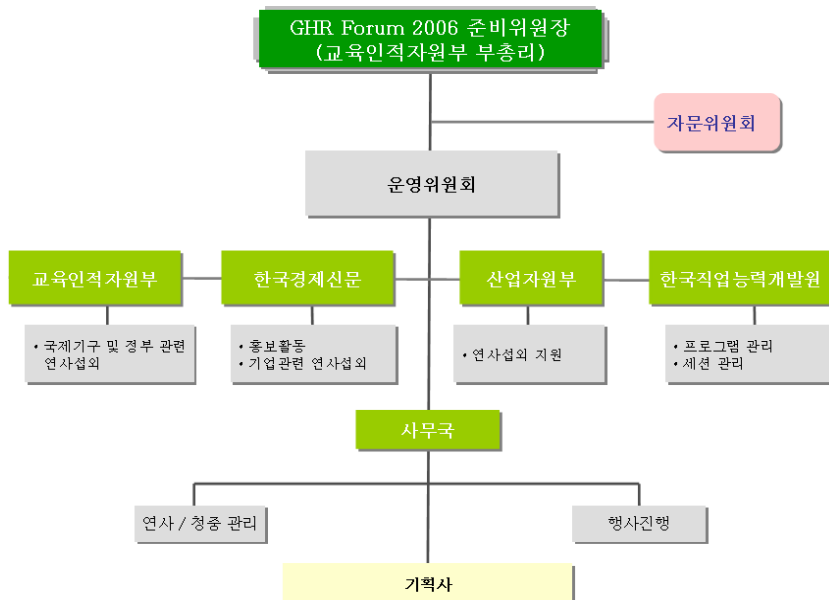 GHR Forum 2006 준비위원장
(교육인적자원부 부총리)
자문위원회
운영위원회
교육인적자원부
한국경제신문
산업자원부
한국직업능력개발원
• 국제기구 및 정부 관련
연사섭외
• 홍보활동
• 기업관련 연사섭외
• 연사섭외 지원
• 프로그램 관리
• 세션 관리
사무국
연사 / 청중 관리
행사진행
기획사